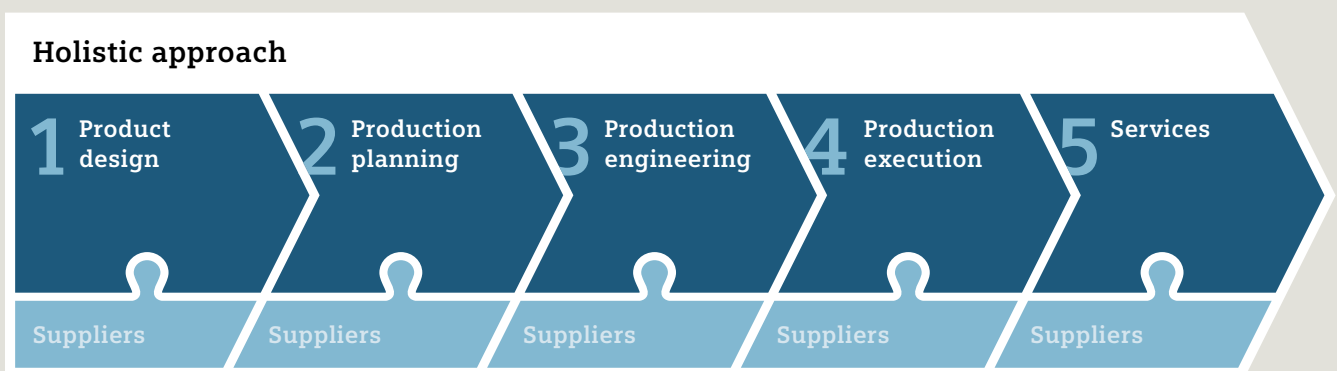 Holistic approach
1 Product
design
2 Production
planning
3 Production
engineering
4 Production
execution
5 Services
Suppliers
Suppliers
Suppliers
Suppliers
Suppliers